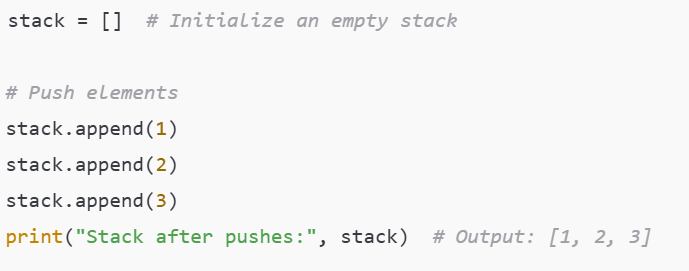 stack = []  # Initialize an empty stack
# Push elements
stack.append(1)
stack.append(2)
stack.append(3)
print("Stack after pushes:", stack)  # Output: [1, 2, 3]